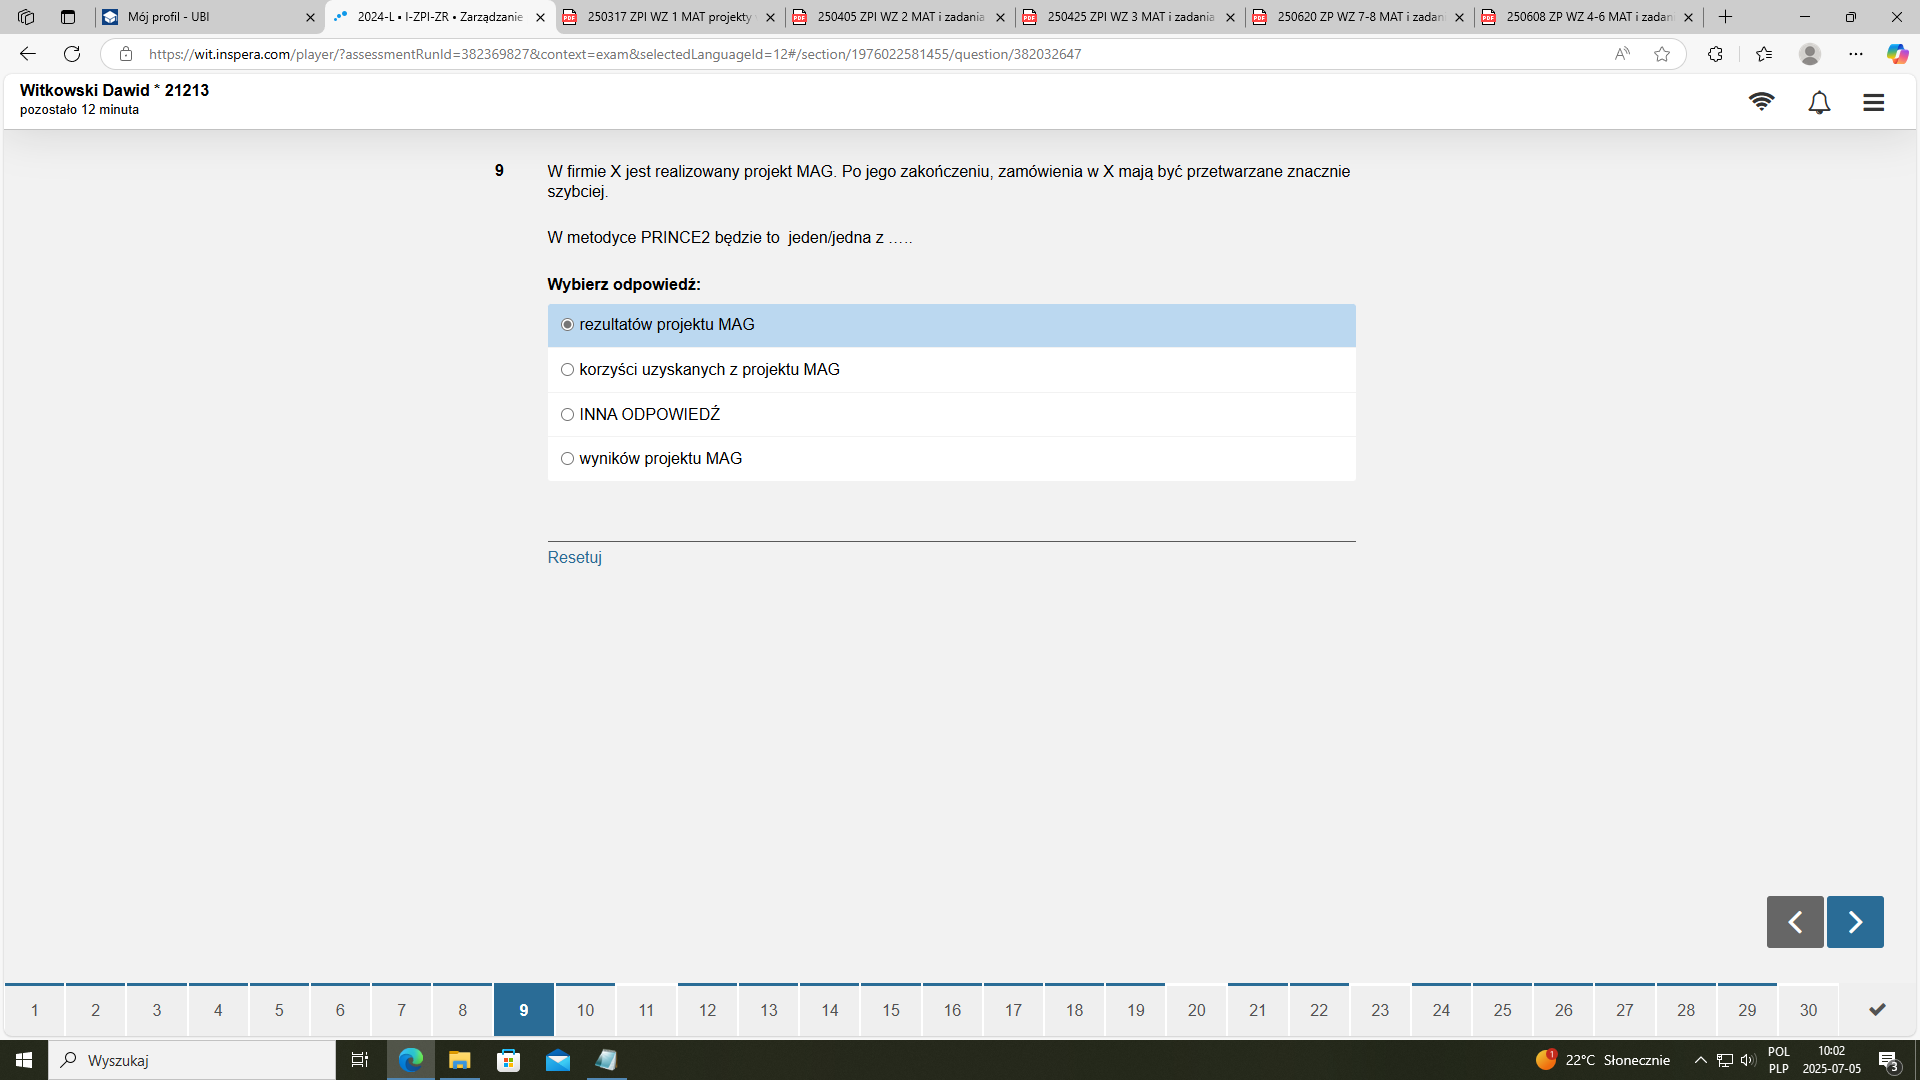 Mój profil - UBI
2024-L • I-ZPI-ZR • Zarządzanie
250317 ZPI WZ 1 MAT projekty
250405 ZPI WZ 2 MAT i zadania
250425 ZPI WZ 3 MAT i zadania
250620 ZP WZ 7-8 MAT i zadan
250608 ZP WZ 4-6 MAT i zadan
https://wit.inspera.com/player/?assessmentRunId=382369827&context=exam&selectedLanguageId=12#/section/1976022581455/question/382032647
Witkowski Dawid * 21213
pozostało 12 minuta
9
W firmie X jest realizowany projekt MAG. Po jego zakończeniu, zamówienia w X mają być przetwarzane znacznie
szybciej.
W metodyce PRINCE2 będzie to  jeden/jedna z …..
Wybierz odpowiedź:
rezultatów projektu MAG
korzyści uzyskanych z projektu MAG
INNA ODPOWIEDŹ
wyników projektu MAG
Resetuj
1 2 3 4 5 6 7 8 9 10 11 12 13 14 15 16 17 18 19 20 21 22 23 24 25 26 27 28 29 30
Wyszukaj
1
22°C Słonecznie
POL
PLP
10:02
2025-07-05
3